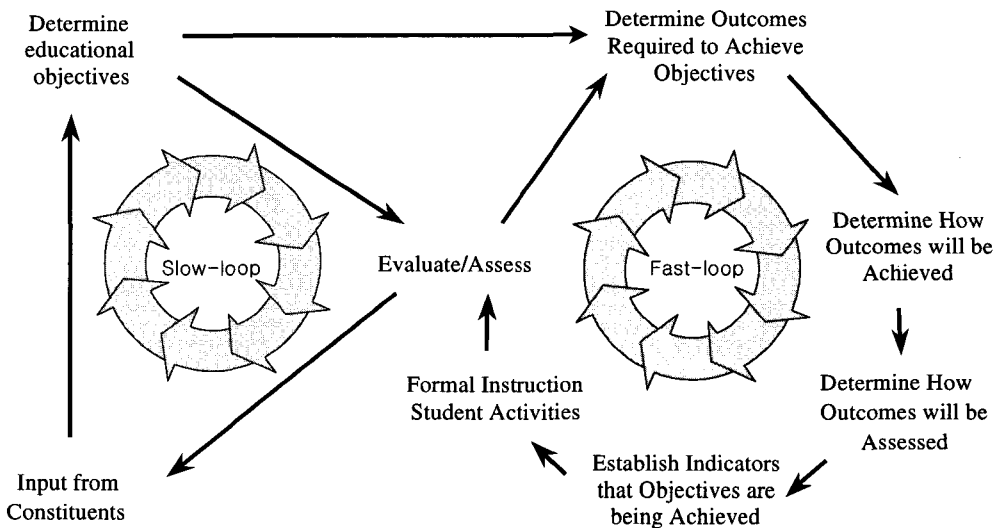 Determine
educational
objectives
Determine Outcomes
Required to Achieve
Objectives
Slow-loop
Evaluate/Assess
Fast-loop
Determine How
Outcomes will be
Achieved
Formal Instruction
Student Activities
Determine How
Outcomes will be
Assessed
Input from
Constituents
Establish Indicators
that Objectives are
being Achieved